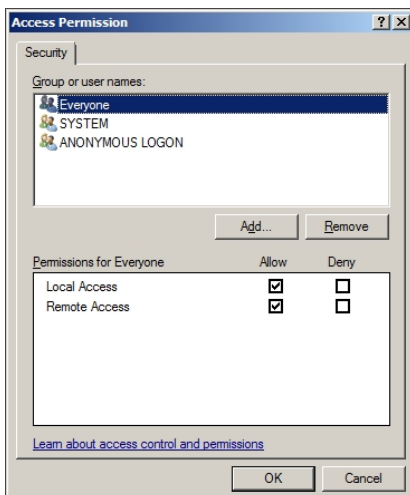 Access Permission
Security
Group or user names:
Everyone
SYSTEM
ANONYMOUS LOGON
Add... Remove
Permissions for Everyone Allow Deny
Local Access
Remote Access
Learn about access control and permissions
OK Cancel